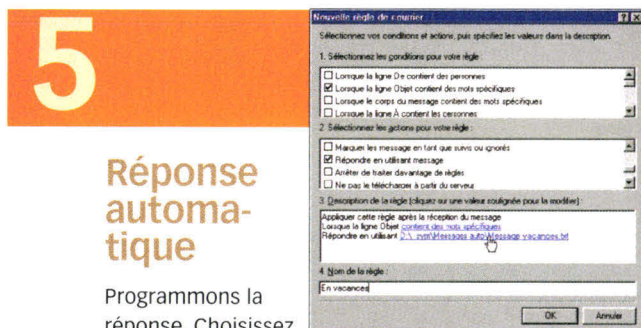 5
Réponse
automa-
tique
Programmons la
réponse. Choisissez
Nouvelle règle de courrier
Sélectionnez vos conditions et actions, puis spécifiez les valeurs dans la description.
1. Sélectionnez les conditions pour votre règle :
Lorsque la ligne De contient des personnes
Lorsque la ligne Objet contient des mots spécifiques
Lorsque le corps du message contient des mots spécifiques
Lorsque la ligne À contient les personnes
2. Sélectionnez les actions pour votre règle :
Marquer les message en tant que suivis ou ignorés
Répondre en utilisant message
Arrêter de traiter davantage de règles
Ne pas le télécharger à partir du serveur
3. Description de la règle (cliquez sur une valeur soulignée pour la modifier) :
Appliquer cette règle après la réception du message
Lorsque la ligne Objet contient des mots spécifiques
Répondre en utilisant vacances.txt
4. Nom de la règle :
En vacances
OK Annuler